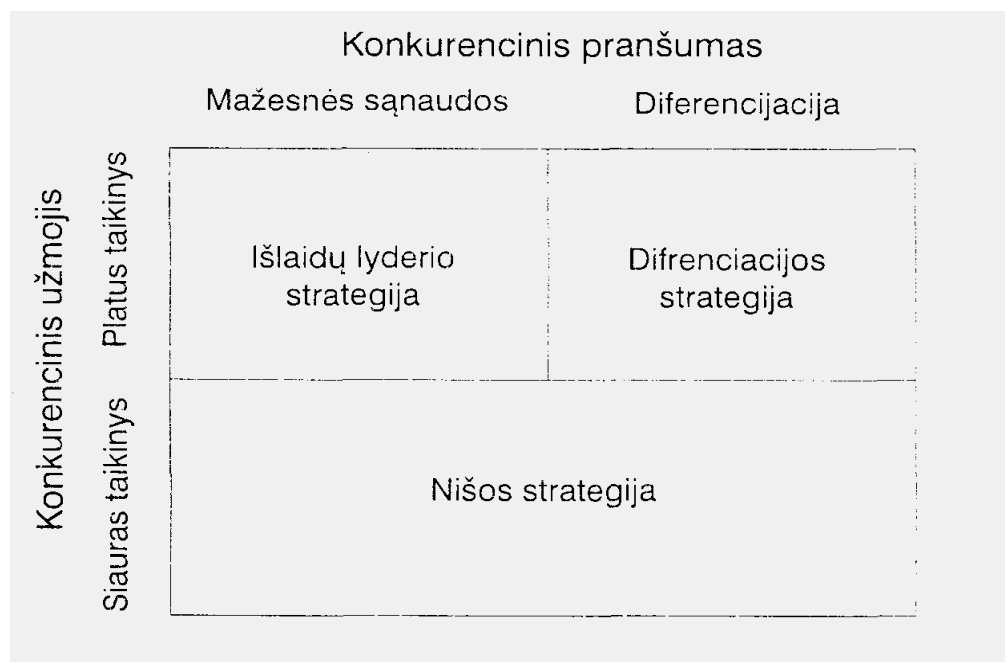 Konkurencinis pranšumas
Mažesnės sąnaudos
Diferencijacija
Konkurencinis užmojis
Platus taikinys
Išlaidų lyderio
strategija
Difrenciacijos
strategija
Siauras taikinys
Nišos strategija